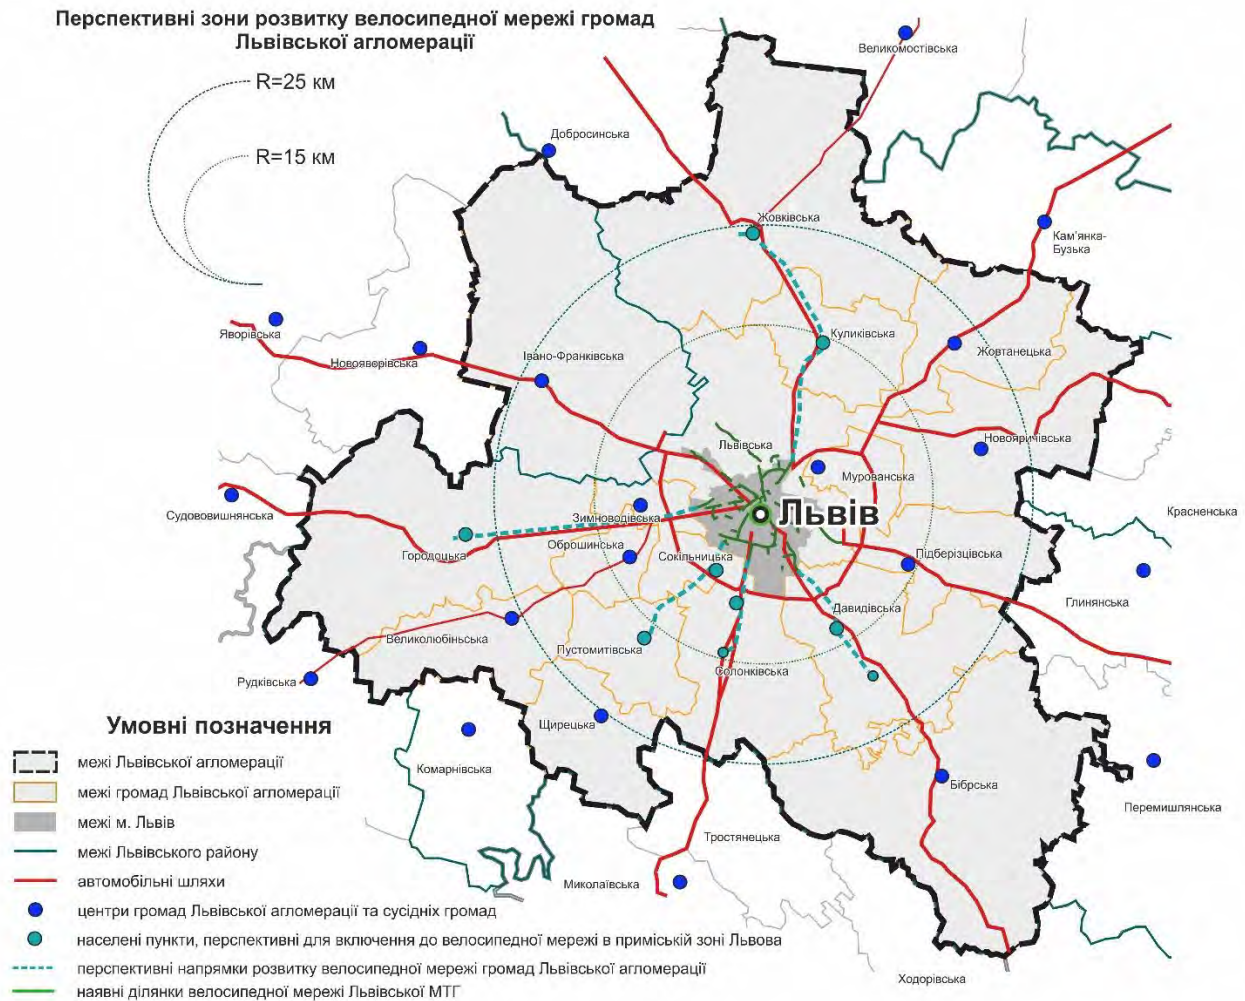 Перспективні зони розвитку велосипедної мережі громад
Львівської агломерації
R=25 км
R=15 км
Великомостівська
Добросинська
Жовківська
Кам'янка-
Бузька
Яворівська
Новояворівська
Івано-Франківська
Куликівська
Жовтанецька
Львівська
Новояричівська
Мурованська
Львів
Судововишнянська
Зимноводівська
Красненська
Городоцька
Оброшинська
Сокільницька
Підберізцівська
Глинянська
Давидівська
Великолюбіньська
Пустомитівська
Солонківська
Рудківська
Щирецька
Комарнівська
Бібрська
Перемишлянська
Тростянецька
Миколаївська
Ходорівська
Умовні позначення
межі Львівської агломерації
межі громад Львівської агломерації
межі м. Львів
межі Львівського району
автомобільні шляхи
центри громад Львівської агломерації та сусідніх громад
населені пункти, перспективні для включення до велосипедної мережі в приміській зоні Львова
перспективні напрямки розвитку велосипедної мережі громад Львівської агломерації
наявні ділянки велосипедної мережі Львівської МТГ